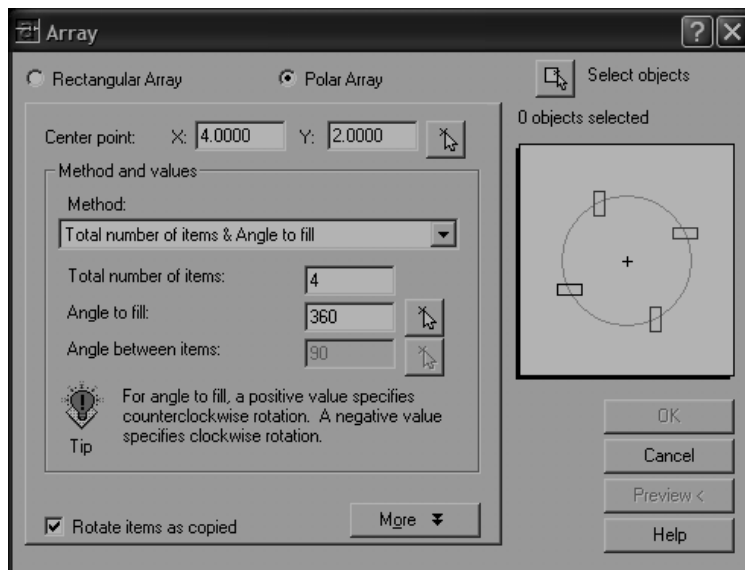 Array
Rectangular Array Polar Array Select objects
Center point: X: 4.0000 Y: 2.0000
0 objects selected
Method and values
Method:
Total number of items & Angle to fill
Total number of items: 4
Angle to fill: 360
Angle between items: 90
For angle to fill, a positive value specifies
counterclockwise rotation. A negative value
specifies clockwise rotation.
Tip
OK
Cancel
Preview <
Help
Rotate items as copied More